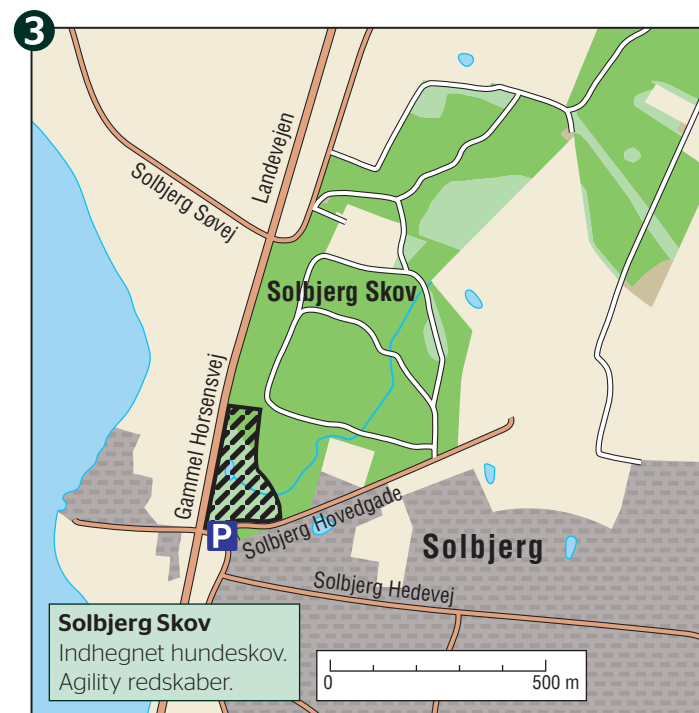 3
Landevejen
Solbjerg Søvej
Solbjerg Skov
Gammel Horsensvej
P
Solbjerg Hovedgade
Solbjerg
Solbjerg Hedevej
Solbjerg Skov
Indhegnet hundeskov.
Agility redskaber.
0 500 m